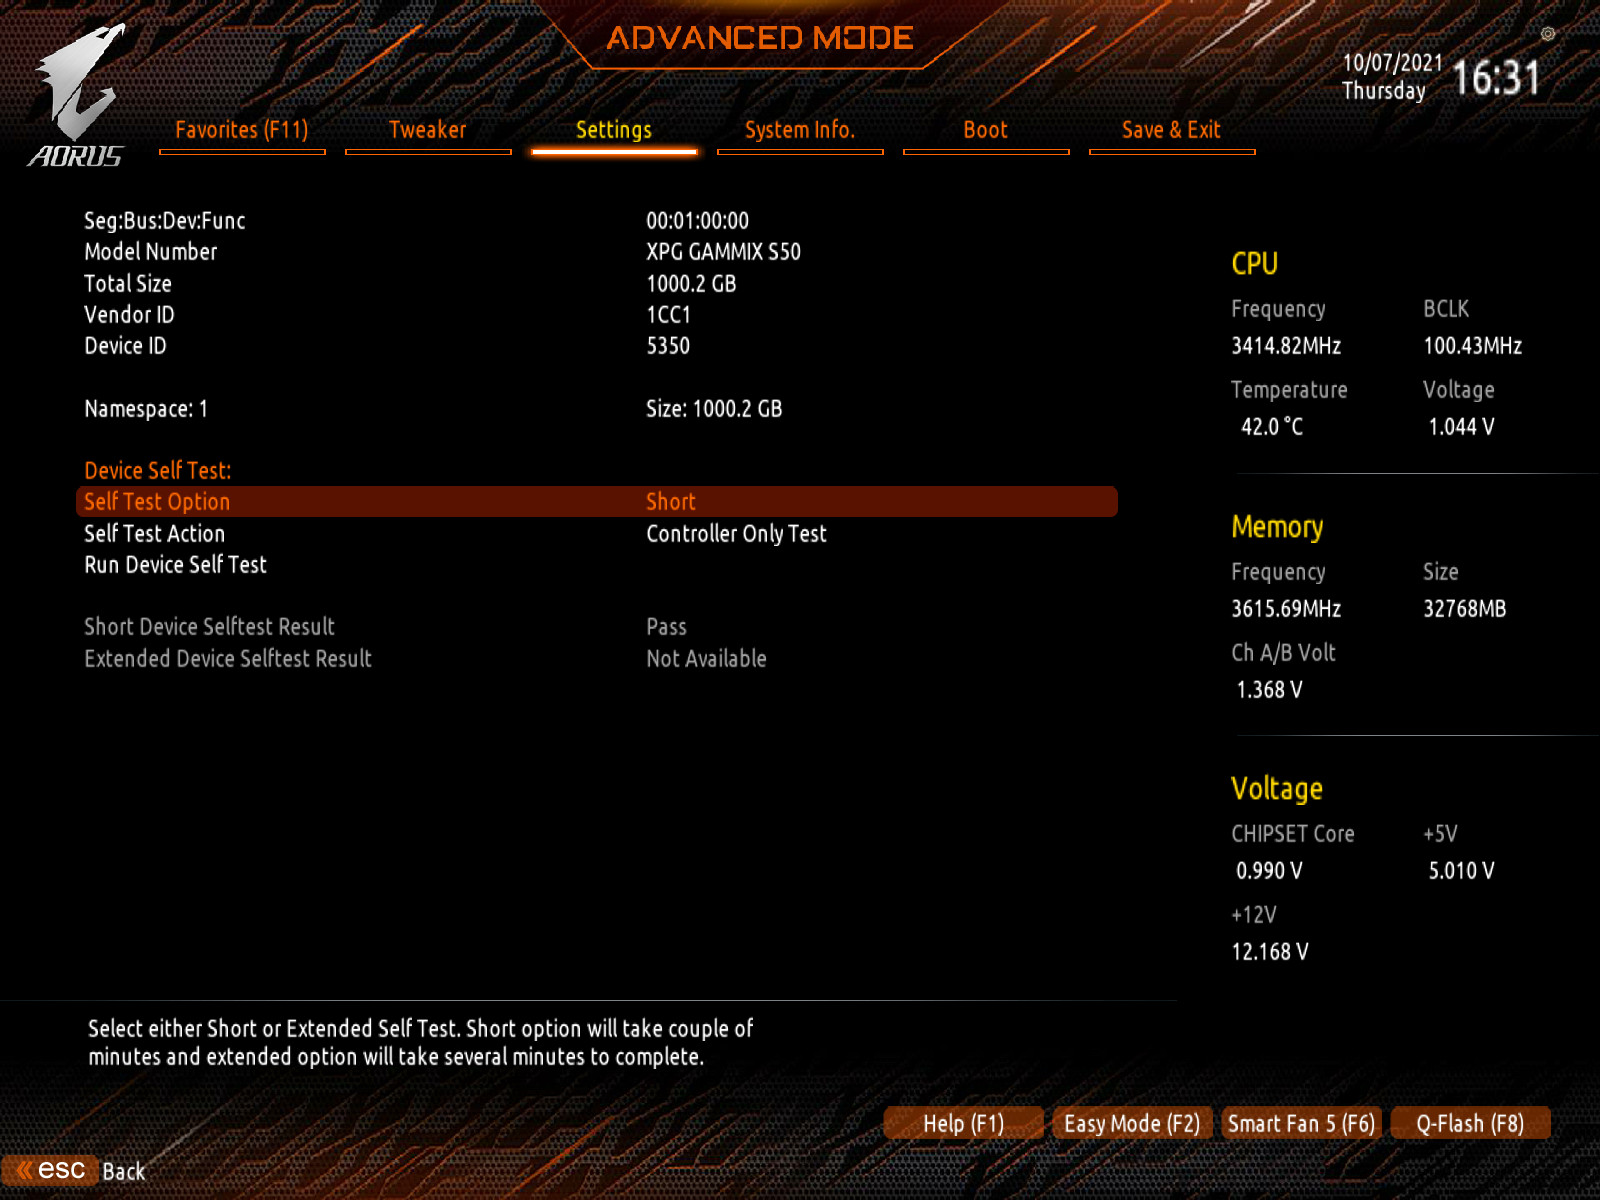 ADVANCED MODE
10/07/2021
Thursday
16:31
AORUS
Favorites (F11) Tweaker Settings System Info. Boot Save & Exit
Seg:Bus:Dev:Func 00:01:00:00
Model Number XPG GAMMIX S50
Total Size 1000.2 GB
Vendor ID 1CC1
Device ID 5350
Namespace: 1 Size: 1000.2 GB
Device Self Test:
Self Test Option Short
Self Test Action Controller Only Test
Run Device Self Test
Short Device Selftest Result Pass
Extended Device Selftest Result Not Available
CPU
Frequency BCLK
3414.82MHz 100.43MHz
Temperature Voltage
42.0 °C 1.044 V
Memory
Frequency Size
3615.69MHz 32768MB
Ch A/B Volt
1.368 V
Voltage
CHIPSET Core +5V
0.990 V 5.010 V
+12V
12.168 V
Select either Short or Extended Self Test. Short option will take couple of
minutes and extended option will take several minutes to complete.
Help (F1) Easy Mode (F2) Smart Fan 5 (F6) Q-Flash (F8)
« esc Back